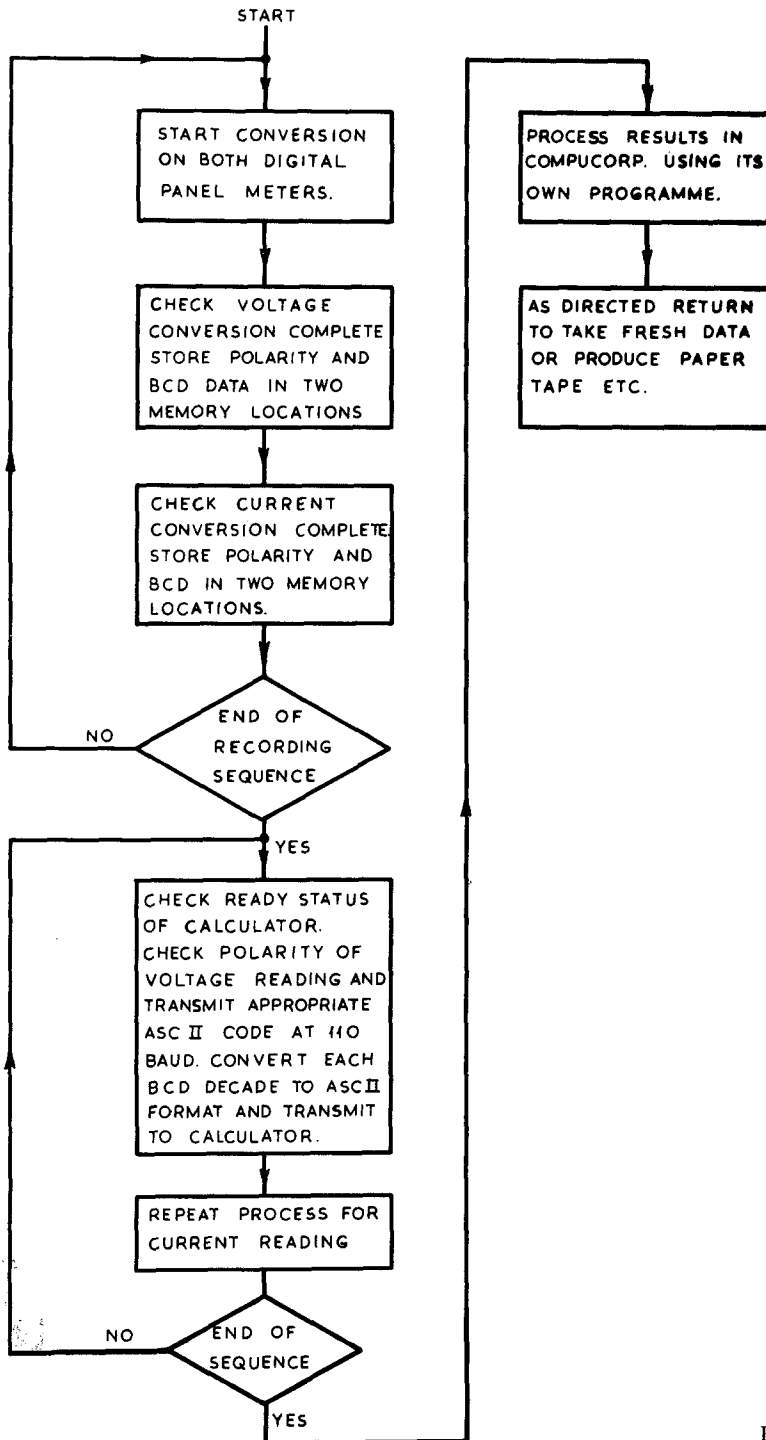 START
START CONVERSION
ON BOTH DIGITAL
PANEL METERS.
CHECK VOLTAGE
CONVERSION COMPLETE
STORE POLARITY AND
BCD DATA IN TWO
MEMORY LOCATIONS
CHECK CURRENT
CONVERSION COMPLETE.
STORE POLARITY AND
BCD IN TWO MEMORY
LOCATIONS.
END OF
RECORDING
SEQUENCE
NO
YES
CHECK READY STATUS
OF CALCULATOR.
CHECK POLARITY OF
VOLTAGE READING AND
TRANSMIT APPROPRIATE
ASC II CODE AT 110
BAUD. CONVERT EACH
BCD DECADE TO ASC II
FORMAT AND TRANSMIT
TO CALCULATOR.
REPEAT PROCESS FOR
CURRENT READING
END OF
SEQUENCE
NO
YES
PROCESS RESULTS IN
COMPUCORP. USING ITS
OWN PROGRAMME.
AS DIRECTED RETURN
TO TAKE FRESH DATA
OR PRODUCE PAPER
TAPE ETC.